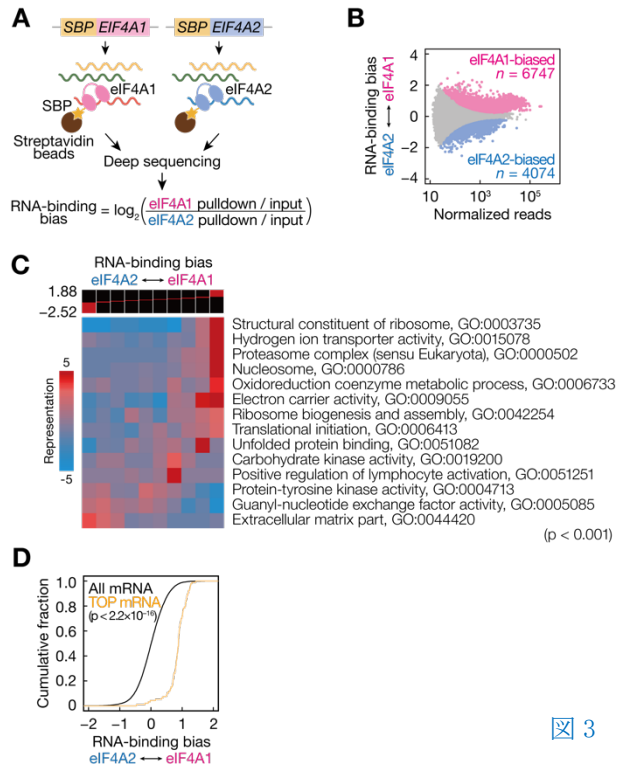 A
SBP EIF4A1
SBP EIF4A2
eIF4A1
eIF4A2
SBP
Streptavidin
beads
Deep sequencing
RNA-binding bias = log2(eIF4A1 pulldown / input
eIF4A2 pulldown / input)
B
RNA-binding bias
eIF4A2 ←→ eIF4A1
4
2
0
−2
−4
eIF4A1-biased
n = 6747
eIF4A2-biased
n = 4074
10 10³ 10⁵
Normalized reads
C
RNA-binding bias
eIF4A2 ←→ eIF4A1
1.88
−2.52
Representation
5
-5
Structural constituent of ribosome, GO:0003735
Hydrogen ion transporter activity, GO:0015078
Proteasome complex (sensu Eukaryota), GO:0000502
Nucleosome, GO:0000786
Oxidoreduction coenzyme metabolic process, GO:0006733
Electron carrier activity, GO:0009055
Ribosome biogenesis and assembly, GO:0042254
Translational initiation, GO:0006413
Unfolded protein binding, GO:0051082
Carbohydrate kinase activity, GO:0019200
Positive regulation of lymphocyte activation, GO:0051251
Protein-tyrosine kinase activity, GO:0004713
Guanyl-nucleotide exchange factor activity, GO:0005085
Extracellular matrix part, GO:0044420
(p < 0.001)
D
Cumulative fraction
1.0
0.8
0.6
0.4
0.2
0
All mRNA
TOP mRNA
(p < 2.2×10⁻¹⁶)
−2 −1 0 1 2
RNA-binding bias
eIF4A2 ←→ eIF4A1
図 3